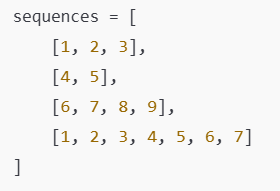 sequences = [
    [1, 2, 3],
    [4, 5],
    [6, 7, 8, 9],
    [1, 2, 3, 4, 5, 6, 7]
]